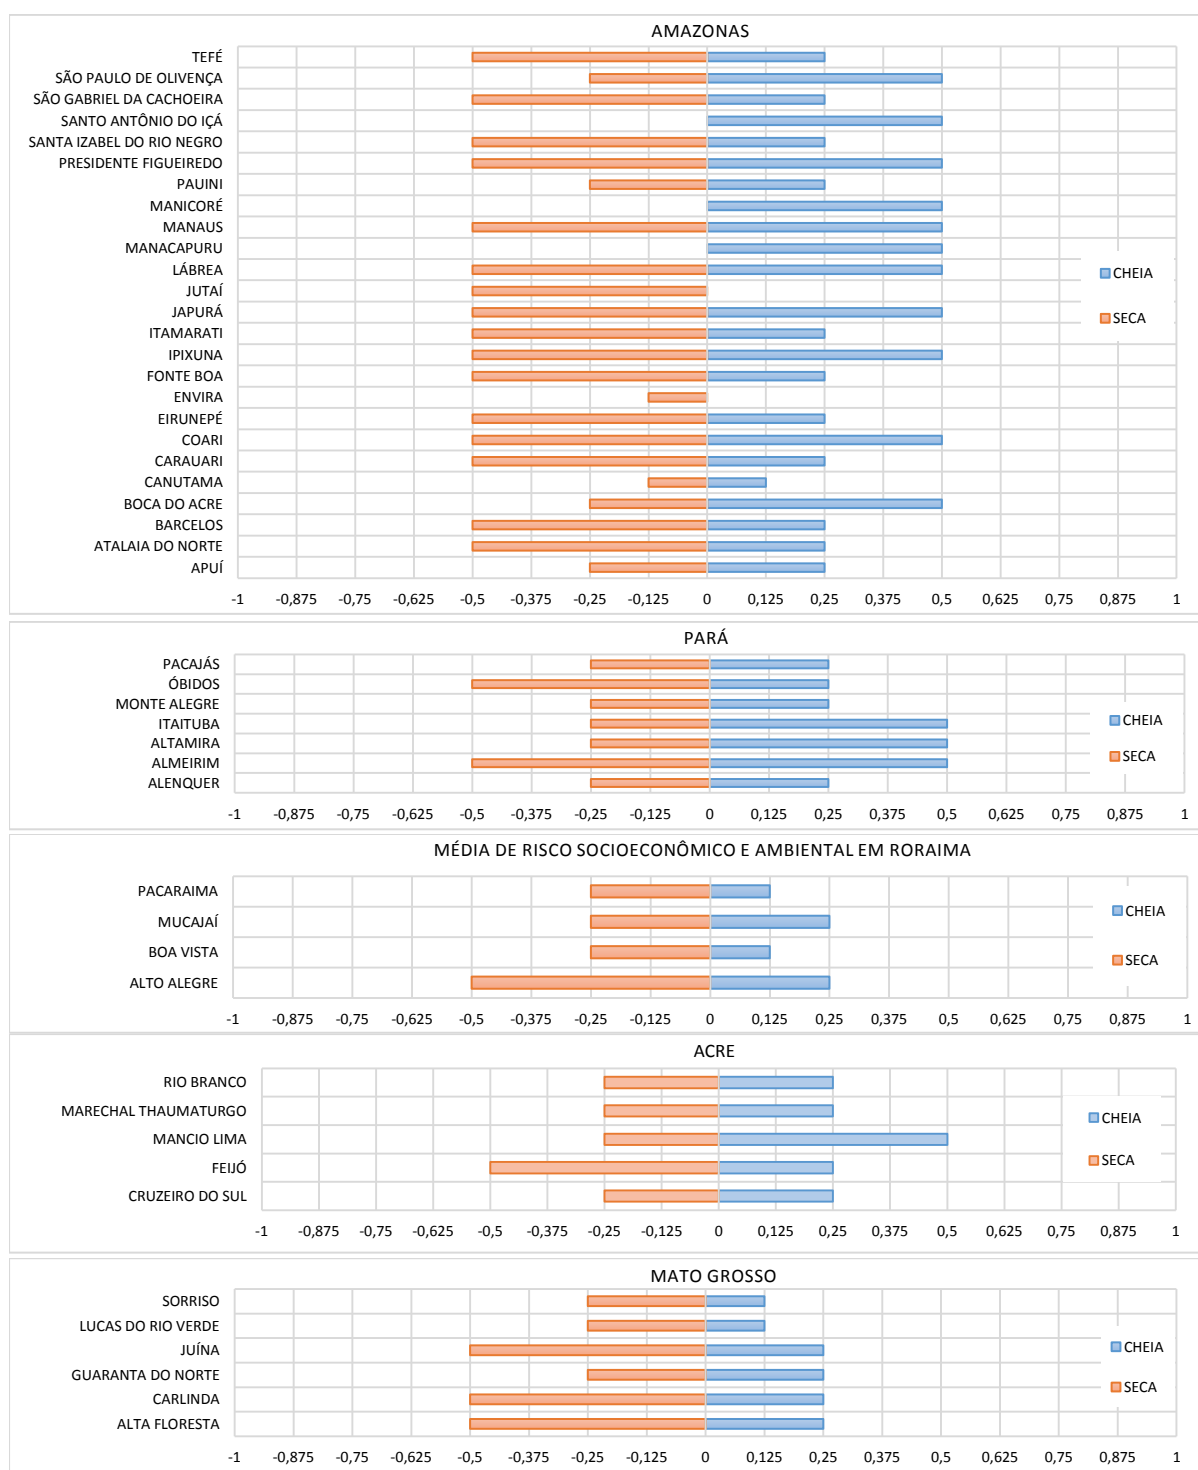 AMAZONAS
TEFÉ
SÃO PAULO DE OLIVENÇA
SÃO GABRIEL DA CACHOEIRA
SANTO ANTÔNIO DO IÇÁ
SANTA IZABEL DO RIO NEGRO
PRESIDENTE FIGUEIREDO
PAUINI
MANICORÉ
MANAUS
MANACAPURU
LÁBREA
JUTAÍ
JAPURÁ
ITAMARATI
IPIXUNA
FONTE BOA
ENVIRA
EIRUNEPÉ
COARI
CARAUARI
CANUTAMA
BOCA DO ACRE
BARCELOS
ATALAIA DO NORTE
APUÍ
CHEIA
SECA
-1 -0,875 -0,75 -0,625 -0,5 -0,375 -0,25 -0,125 0 0,125 0,25 0,375 0,5 0,625 0,75 0,875 1
PARÁ
PACAJÁS
ÓBIDOS
MONTE ALEGRE
ITAITUBA
ALTAMIRA
ALMEIRIM
ALENQUER
CHEIA
SECA
-1 -0,875 -0,75 -0,625 -0,5 -0,375 -0,25 -0,125 0 0,125 0,25 0,375 0,5 0,625 0,75 0,875 1
MÉDIA DE RISCO SOCIOECONÔMICO E AMBIENTAL EM RORAIMA
PACARAIMA
MUCAJAÍ
BOA VISTA
ALTO ALEGRE
CHEIA
SECA
-1 -0,875 -0,75 -0,625 -0,5 -0,375 -0,25 -0,125 0 0,125 0,25 0,375 0,5 0,625 0,75 0,875 1
ACRE
RIO BRANCO
MARECHAL THAUMATURGO
MANCIO LIMA
FEIJÓ
CRUZEIRO DO SUL
CHEIA
SECA
-1 -0,875 -0,75 -0,625 -0,5 -0,375 -0,25 -0,125 0 0,125 0,25 0,375 0,5 0,625 0,75 0,875 1
MATO GROSSO
SORRISO
LUCAS DO RIO VERDE
JUÍNA
GUARANTA DO NORTE
CARLINDA
ALTA FLORESTA
CHEIA
SECA
-1 -0,875 -0,75 -0,625 -0,5 -0,375 -0,25 -0,125 0 0,125 0,25 0,375 0,5 0,625 0,75 0,875 1